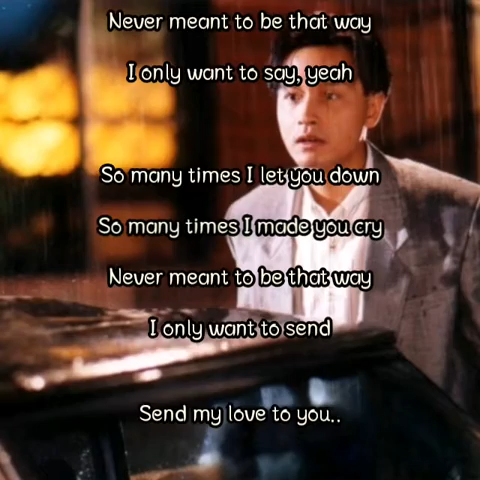 Never meant to be that way
I only want to say, yeah
So many times I let you down
So many times I made you cry
Never meant to be that way
I only want to send
Send my love to you..